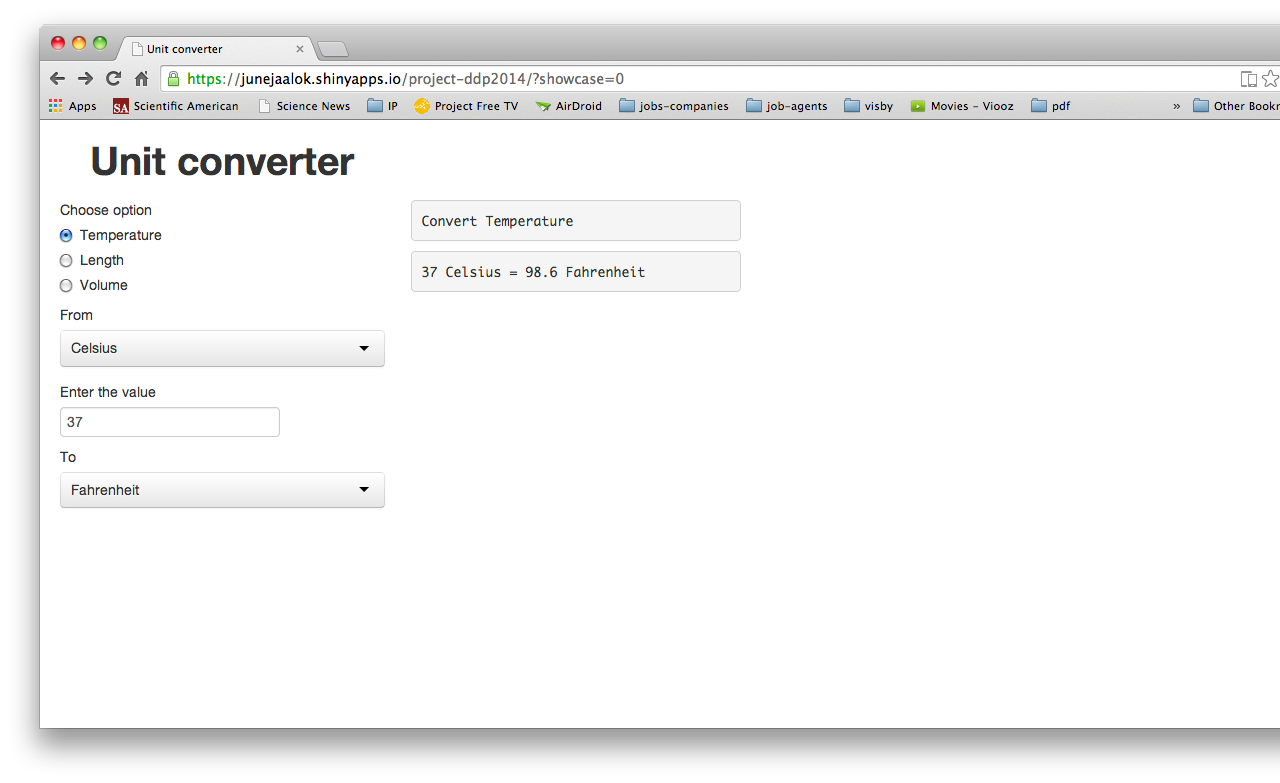 Unit converter
https://junejaalok.shinyapps.io/project-ddp2014/?showcase=0
Apps SA Scientific American Science News IP Project Free TV AirDroid jobs-companies job-agents visby Movies – Viooz pdf » Other Bookr
Unit converter
Choose option
Temperature
Length
Volume
From
Celsius
Enter the value
37
To
Fahrenheit
Convert Temperature
37 Celsius = 98.6 Fahrenheit